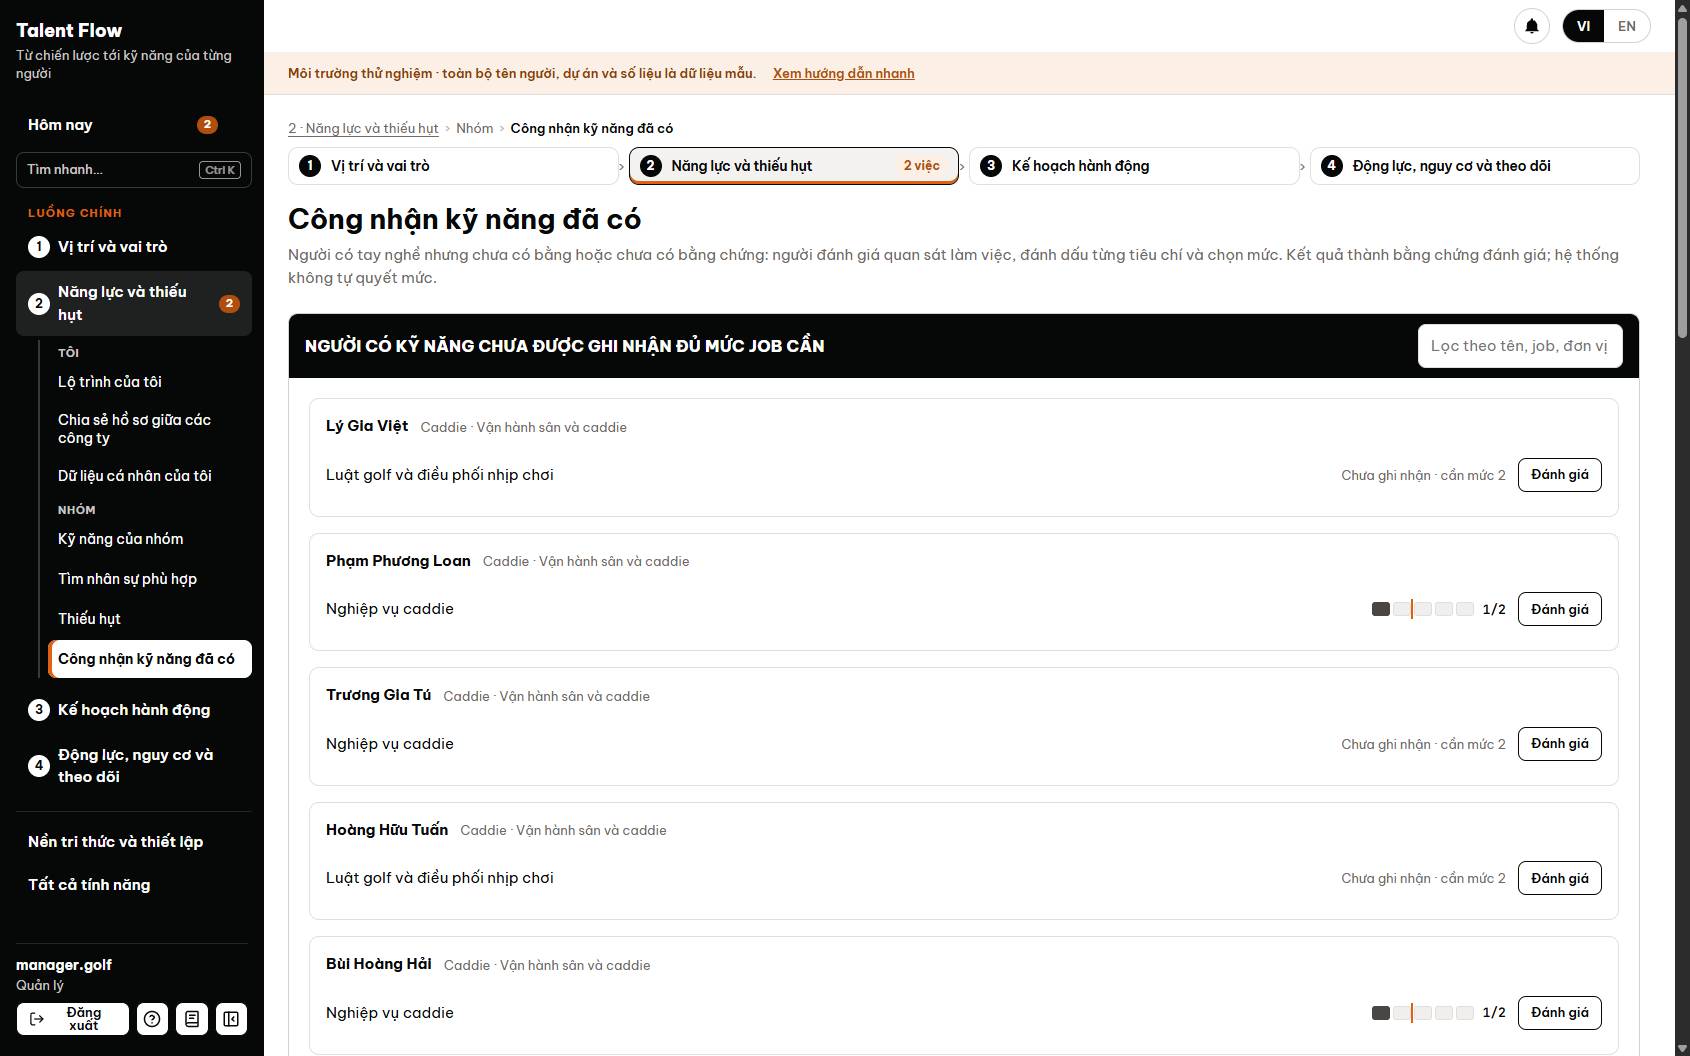 Talent Flow
Từ chiến lược tới kỹ năng của từng
người
Hôm nay
2
Tìm nhanh...
Ctrl K
LUỒNG CHÍNH
1 Vị trí và vai trò
2 Năng lực và thiếu
hụt
2
TÔI
Lộ trình của tôi
Chia sẻ hồ sơ giữa các
công ty
Dữ liệu cá nhân của tôi
NHÓM
Kỹ năng của nhóm
Tìm nhân sự phù hợp
Thiếu hụt
Công nhận kỹ năng đã có
3 Kế hoạch hành động
4 Động lực, nguy cơ và
theo dõi
Nền tri thức và thiết lập
Tất cả tính năng
manager.golf
Quản lý
Đăng
xuất
VI EN
Môi trường thử nghiệm · toàn bộ tên người, dự án và số liệu là dữ liệu mẫu. Xem hướng dẫn nhanh
2 · Năng lực và thiếu hụt › Nhóm › Công nhận kỹ năng đã có
1 Vị trí và vai trò › 2 Năng lực và thiếu hụt 2 việc › 3 Kế hoạch hành động › 4 Động lực, nguy cơ và theo dõi
Công nhận kỹ năng đã có
Người có tay nghề nhưng chưa có bằng hoặc chưa có bằng chứng: người đánh giá quan sát làm việc, đánh dấu từng tiêu chí và chọn mức. Kết quả thành bằng chứng đánh giá; hệ thống
không tự quyết mức.
NGƯỜI CÓ KỸ NĂNG CHƯA ĐƯỢC GHI NHẬN ĐỦ MỨC JOB CẦN
Lọc theo tên, job, đơn vị
Lý Gia Việt Caddie · Vận hành sân và caddie
Luật golf và điều phối nhịp chơi Chưa ghi nhận · cần mức 2 Đánh giá
Phạm Phương Loan Caddie · Vận hành sân và caddie
Nghiệp vụ caddie 1/2 Đánh giá
Trương Gia Tú Caddie · Vận hành sân và caddie
Nghiệp vụ caddie Chưa ghi nhận · cần mức 2 Đánh giá
Hoàng Hữu Tuấn Caddie · Vận hành sân và caddie
Luật golf và điều phối nhịp chơi Chưa ghi nhận · cần mức 2 Đánh giá
Bùi Hoàng Hải Caddie · Vận hành sân và caddie
Nghiệp vụ caddie 1/2 Đánh giá